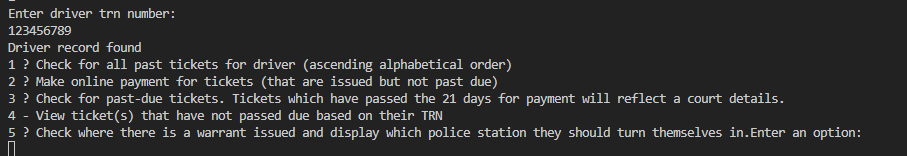 Enter driver trn number:
123456789
Driver record found
1 ? Check for all past tickets for driver (ascending alphabetical order)
2 ? Make online payment for tickets (that are issued but not past due)
3 ? Check for past-due tickets. Tickets which have passed the 21 days for payment will reflect a court details.
4 - View ticket(s) that have not passed due based on their TRN
5 ? Check where there is a warrant issued and display which police station they should turn themselves in.Enter an option: